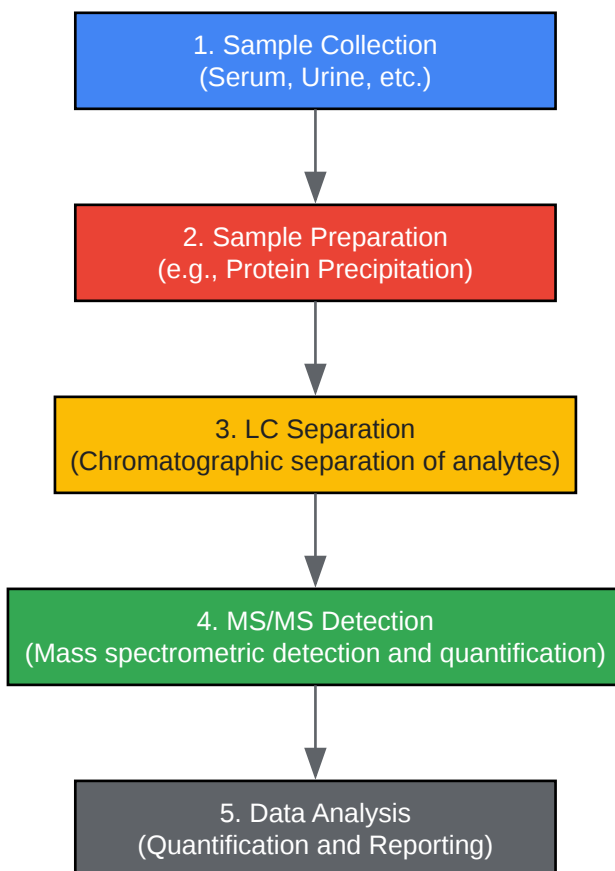 1. Sample Collection
(Serum, Urine, etc.)
2. Sample Preparation
(e.g., Protein Precipitation)
3. LC Separation
(Chromatographic separation of analytes)
4. MS/MS Detection
(Mass spectrometric detection and quantification)
5. Data Analysis
(Quantification and Reporting)